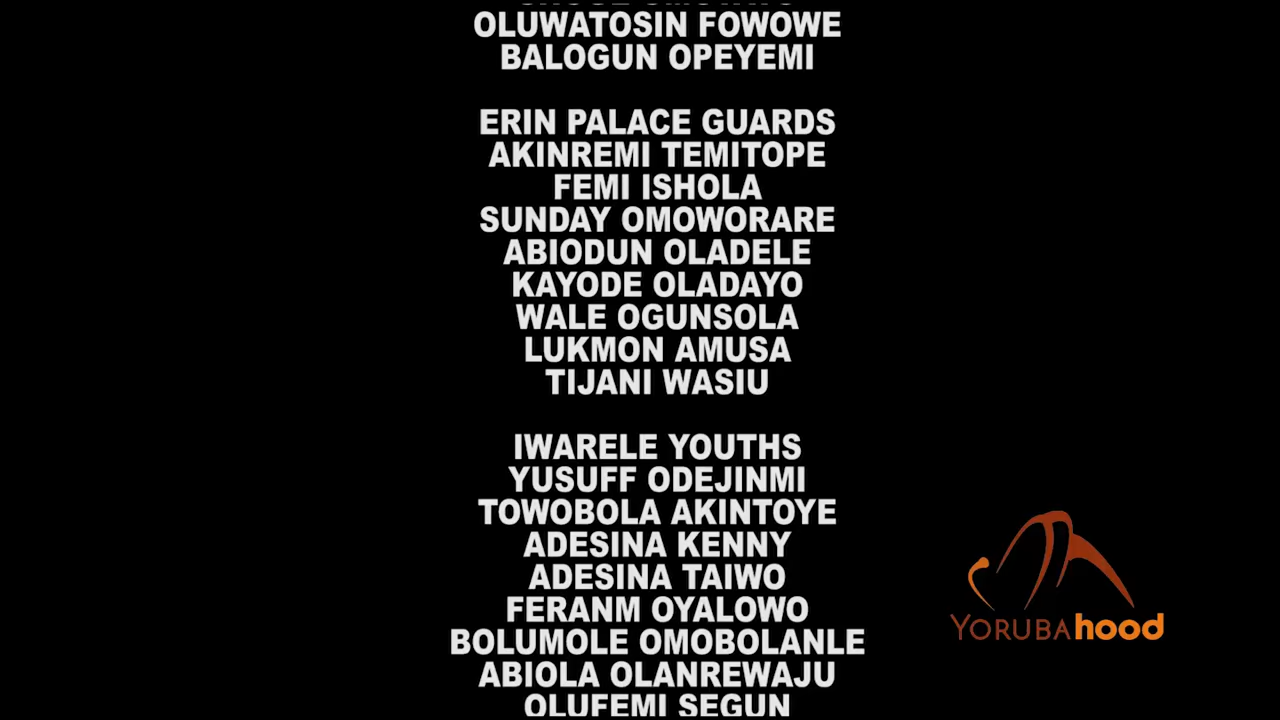 OLUWATOSIN FOWOWE
BALOGUN OPEYEMI
ERIN PALACE GUARDS
AKINREMI TEMITOPE
FEMI ISHOLA
SUNDAY OMOWORARE
ABIODUN OLADELE
KAYODE OLADAYO
WALE OGUNSOLA
LUKMON AMUSA
TIJANI WASIU
IWARELE YOUTHS
YUSUFF ODEJINMI
TOWOBOLA AKINTOYE
ADESINA KENNY
ADESINA TAIWO
FERANM OYALOWO
BOLUMOLE OMOBOLANLE
ABIOLA OLANREWAJU
OLUFEMI SEGUN
YORUBAhood